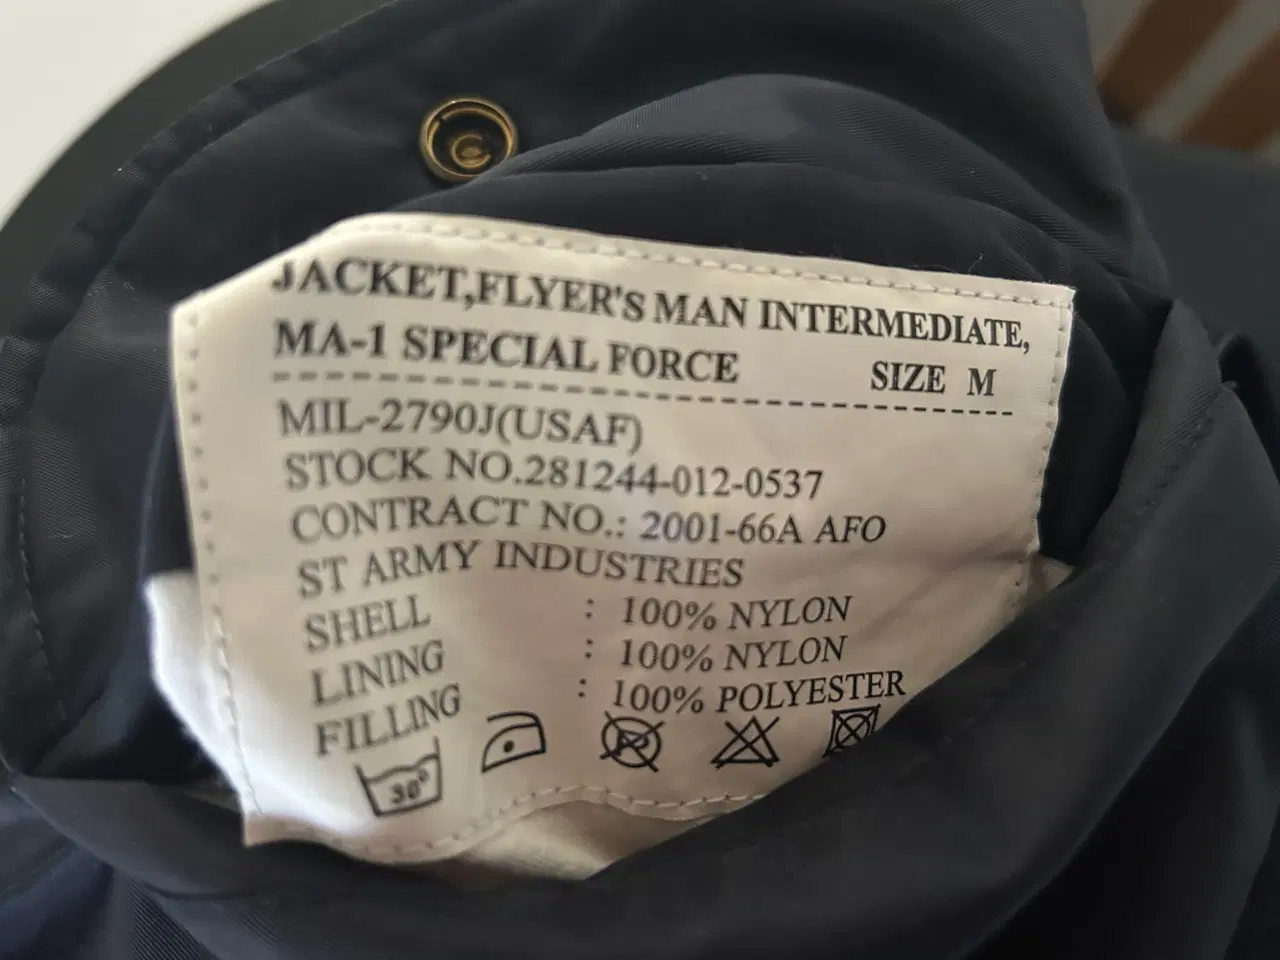 JACKET,FLYER'S MAN INTERMEDIATE,
MA-1 SPECIAL FORCE SIZE M
MIL-2790J(USAF)
STOCK NO.281244-012-0537
CONTRACT NO.: 2001-66A AFO
ST ARMY INDUSTRIES
SHELL : 100% NYLON
LINING : 100% NYLON
FILLING : 100% POLYESTER
30°